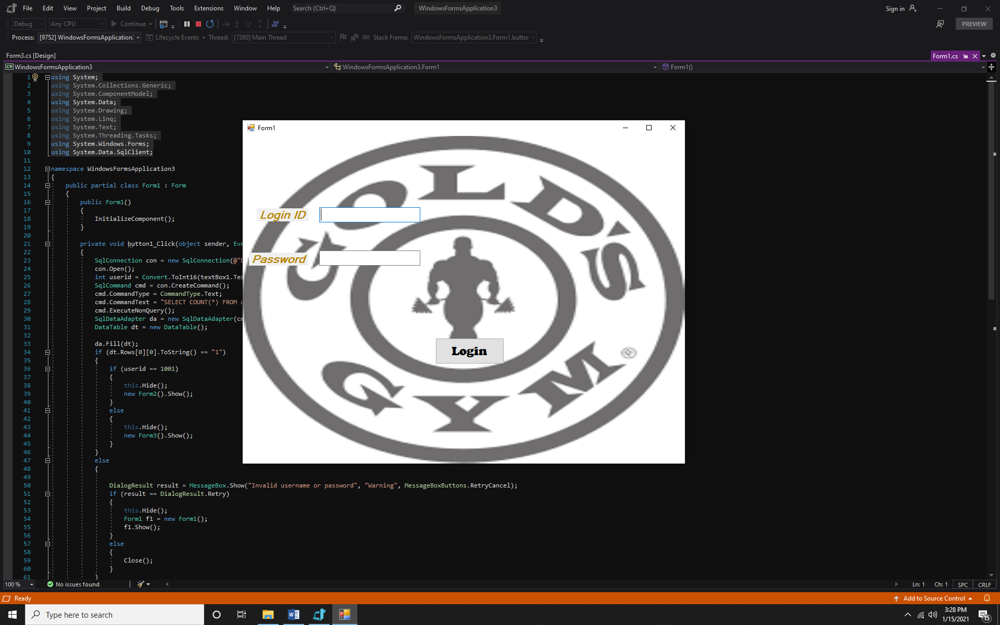 File Edit View Project Build Debug Tools Extensions Window Help Search (Ctrl+Q) WindowsFormsApplication3 Sign in
Debug Any CPU Continue PREVIEW
Process: [9752] WindowsFormsApplication Lifecycle Events Thread: [7380] Main Thread Stack Frame: WindowsFormsApplication3.Form1.button
Form3.cs [Design] Form1.cs
C# WindowsFormsApplication3 WindowsFormsApplication3.Form1 Form1()
1 using System;
2 using System.Collections.Generic;
3 using System.ComponentModel;
4 using System.Data;
5 using System.Drawing;
6 using System.Linq;
7 using System.Text;
8 using System.Threading.Tasks;
9 using System.Windows.Forms;
10 using System.Data.SqlClient;
11
12 namespace WindowsFormsApplication3
13 {
14 public partial class Form1 : Form
15 {
16 public Form1()
17 {
18 InitializeComponent();
19 }
20
21 private void button1_Click(object sender, Eve
22 {
23 SqlConnection con = new SqlConnection(@"D
24 con.Open();
25 int userid = Convert.ToInt16(textBox1.Tex
26 SqlCommand cmd = con.CreateCommand();
27 cmd.CommandType = CommandType.Text;
28 cmd.CommandText = "SELECT COUNT(*) FROM u
29 cmd.ExecuteNonQuery();
30 SqlDataAdapter da = new SqlDataAdapter(cm
31 DataTable dt = new DataTable();
32
33 da.Fill(dt);
34 if (dt.Rows[0][0].ToString() == "1")
35 {
36 if (userid == 1001)
37 {
38 this.Hide();
39 new Form2().Show();
40 }
41 else
42 {
43 this.Hide();
44 new Form3().Show();
45 }
46 }
47 else
48 {
49
50 DialogResult result = MessageBox.Show("Invalid username or password", "Warning", MessageBoxButtons.RetryCancel);
51 if (result == DialogResult.Retry)
52 {
53 this.Hide();
54 Form1 f1 = new Form1();
55 f1.Show();
56 }
57 else
58 {
59 Close();
60 }
61 }
Form1
GOLD'S
GYM
Login ID
Password
Login
100 % No issues found Ln: 1 Ch: 1 SPC CRLF
Ready Add to Source Control
Type here to search 3:28 PM
1/15/2021 15